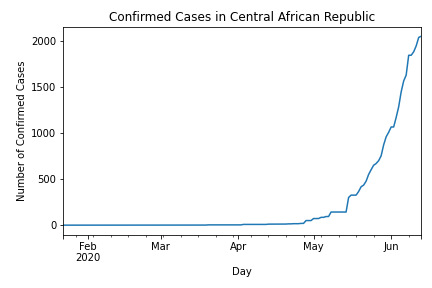 Confirmed Cases in Central African Republic
Number of Confirmed Cases
2000
1500
1000
500
0
Feb
2020
Mar
Apr
May
Jun
Day